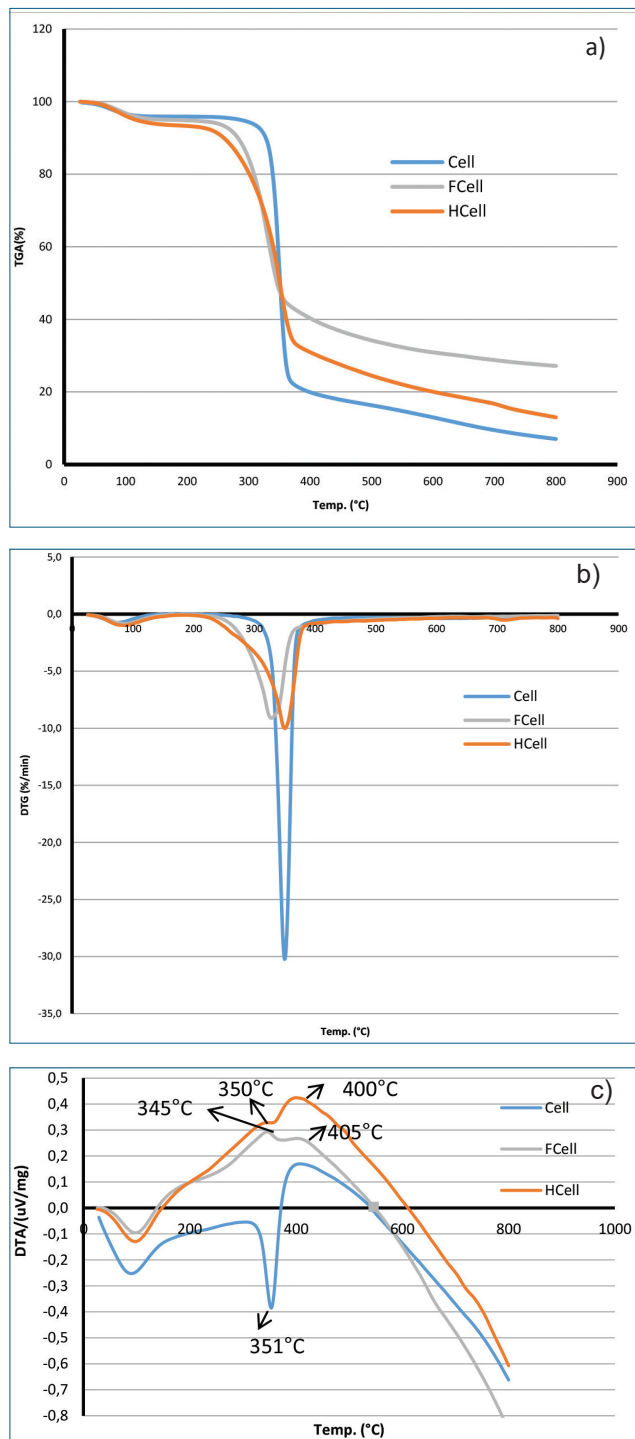 a)
120
100
80
60
40
20
0
TGA(%)
Cell
FCell
HCell
0 100 200 300 400 500 600 700 800 900
Temp. (°C)
b)
5,0
0,0
-5,0
-10,0
-15,0
-20,0
-25,0
-30,0
-35,0
DTG (%/min)
0 100 200 300 400 500 600 700 800 900
Cell
FCell
HCell
Temp. (°C)
c)
0,5
0,4
0,3
0,2
0,1
0,0
-0,1
-0,2
-0,3
-0,4
-0,5
-0,6
-0,7
-0,8
DTA/(uV/mg)
350°C
400°C
345°C
405°C
351°C
Cell
FCell
HCell
0 200 400 600 800 1000
Temp. (°C)